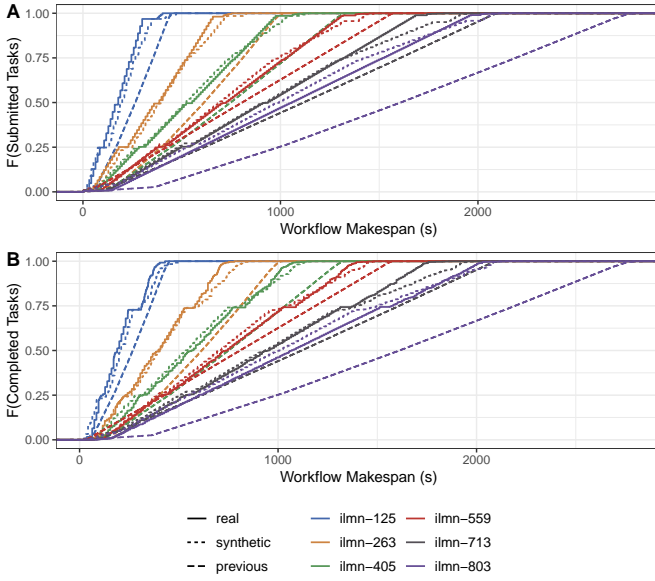 A
F(Submitted Tasks)
1.00
0.75
0.50
0.25
0.00
0
1000
2000
Workflow Makespan (s)
B
F(Completed Tasks)
1.00
0.75
0.50
0.25
0.00
0
1000
2000
Workflow Makespan (s)
real
ilmn−125
ilmn−559
synthetic
ilmn−263
ilmn−713
previous
ilmn−405
ilmn−803